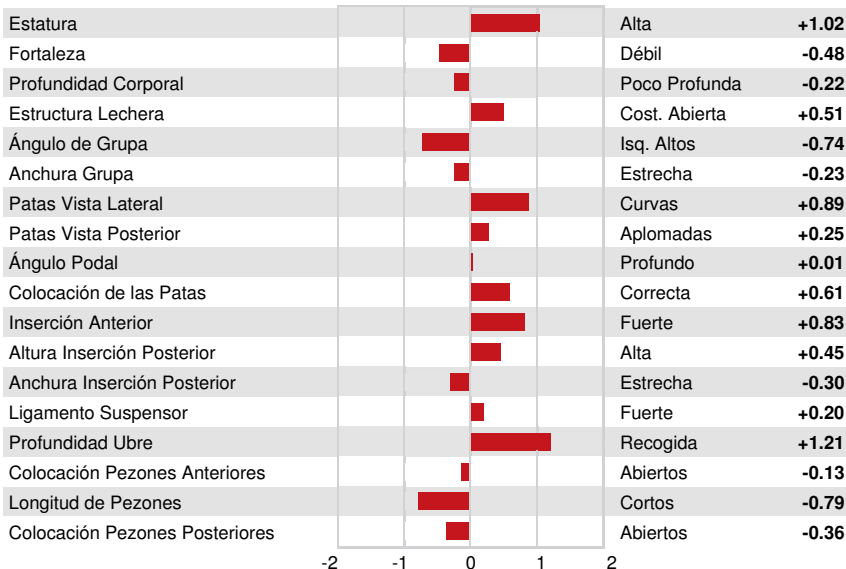 Estatura Alta +1.02
Fortaleza Débil -0.48
Profundidad Corporal Poco Profunda -0.22
Estructura Lechera Cost. Abierta +0.51
Ángulo de Grupa Isq. Altos -0.74
Anchura Grupa Estrecha -0.23
Patas Vista Lateral Curvas +0.89
Patas Vista Posterior Aplomadas +0.25
Ángulo Podal Profundo +0.01
Colocación de las Patas Correcta +0.61
Inserción Anterior Fuerte +0.83
Altura Inserción Posterior Alta +0.45
Anchura Inserción Posterior Estrecha -0.30
Ligamento Suspensor Fuerte +0.20
Profundidad Ubre Recogida +1.21
Colocación Pezones Anteriores Abiertos -0.13
Longitud de Pezones Cortos -0.79
Colocación Pezones Posteriores Abiertos -0.36
-2 -1 0 1 2